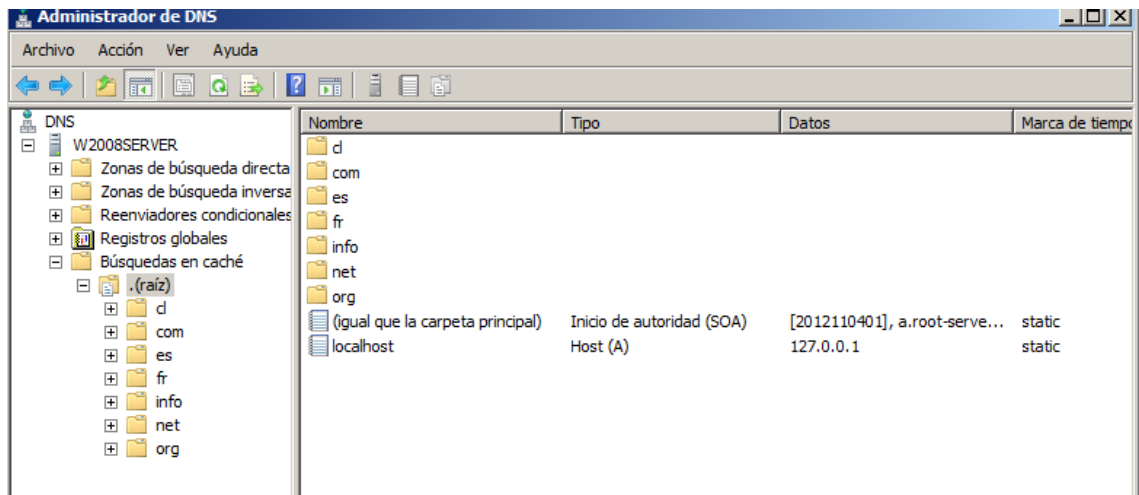 Administrador de DNS
Archivo Acción Ver Ayuda
DNS
W2008SERVER
Zonas de búsqueda directa
Zonas de búsqueda inversa
Reenviadores condicionales
Registros globales
Búsquedas en caché
.(raíz)
cl
com
es
fr
info
net
org
Nombre Tipo Datos Marca de tiempo
cl
com
es
fr
info
net
org
(igual que la carpeta principal) Inicio de autoridad (SOA) [2012110401], a.root-serve... static
localhost Host (A) 127.0.0.1 static